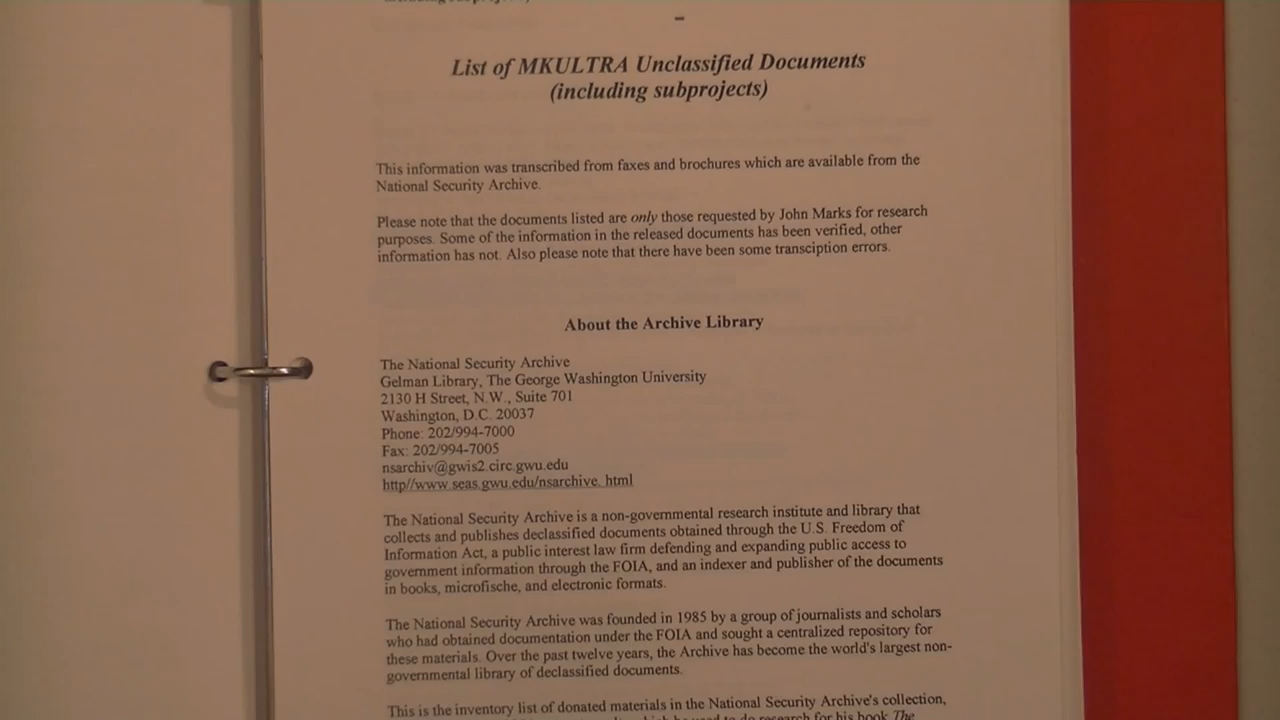 List of MKULTRA Unclassified Documents
(including subprojects)
This information was transcribed from faxes and brochures which are available from the
National Security Archive.
Please note that the documents listed are only those requested by John Marks for research
purposes. Some of the information in the released documents has been verified, other
information has not. Also please note that there have been some transciption errors.
About the Archive Library
The National Security Archive
Gelman Library, The George Washington University
2130 H Street, N.W., Suite 701
Washington, D.C. 20037
Phone: 202/994-7000
Fax: 202/994-7005
nsarchiv@gwis2.circ.gwu.edu
http//www.seas.gwu.edu/nsarchive. html
The National Security Archive is a non-governmental research institute and library that
collects and publishes declassified documents obtained through the U.S. Freedom of
Information Act, a public interest law firm defending and expanding public access to
government information through the FOIA, and an indexer and publisher of the documents
in books, microfische, and electronic formats.
The National Security Archive was founded in 1985 by a group of journalists and scholars
who had obtained documentation under the FOIA and sought a centralized repository for
these materials. Over the past twelve years, the Archive has become the world's largest non-
governmental library of declassified documents.
This is the inventory list of donated materials in the National Security Archive's collection,
which he used to do research for his book The